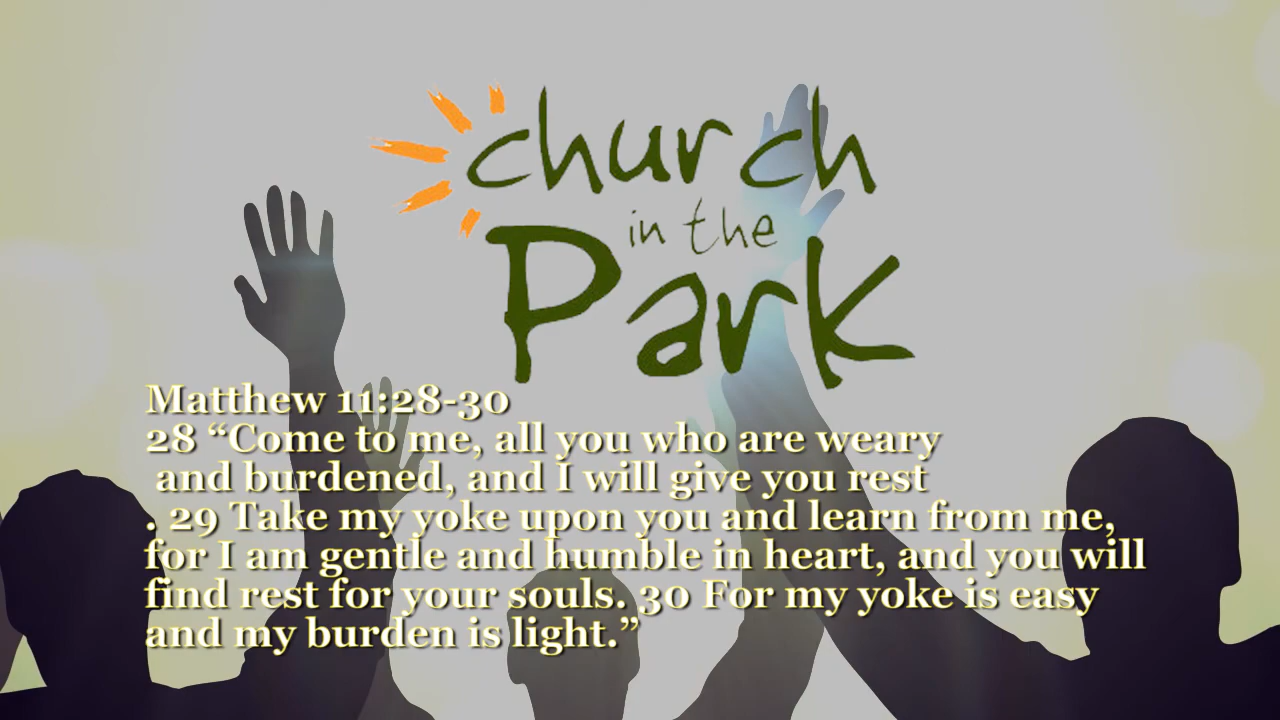 church
in the
Park
Matthew 11:28-30
28 “Come to me, all you who are weary
and burdened, and I will give you rest
. 29 Take my yoke upon you and learn from me,
for I am gentle and humble in heart, and you will
find rest for your souls. 30 For my yoke is easy
and my burden is light.”